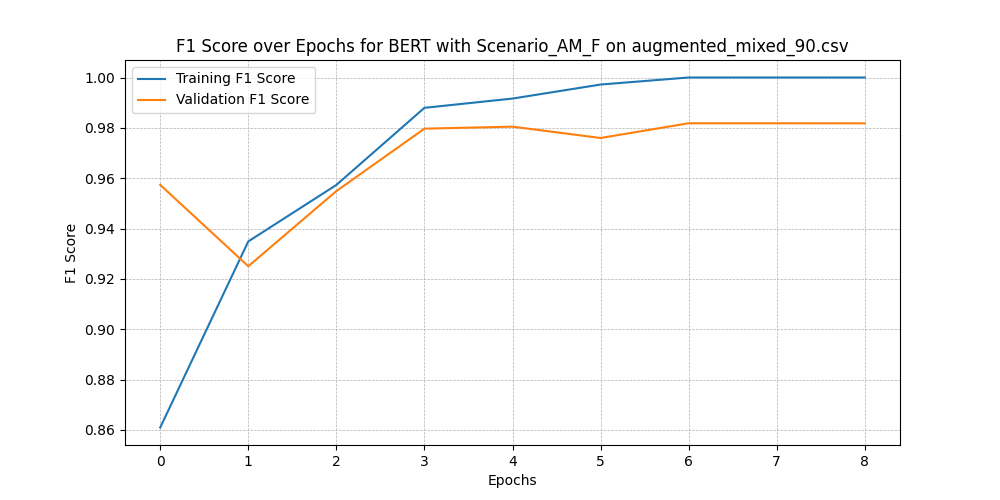 F1 Score over Epochs for BERT with Scenario_AM_F on augmented_mixed_90.csv
Training F1 Score
Validation F1 Score
F1 Score
1.00
0.98
0.96
0.94
0.92
0.90
0.88
0.86
0 1 2 3 4 5 6 7 8
Epochs